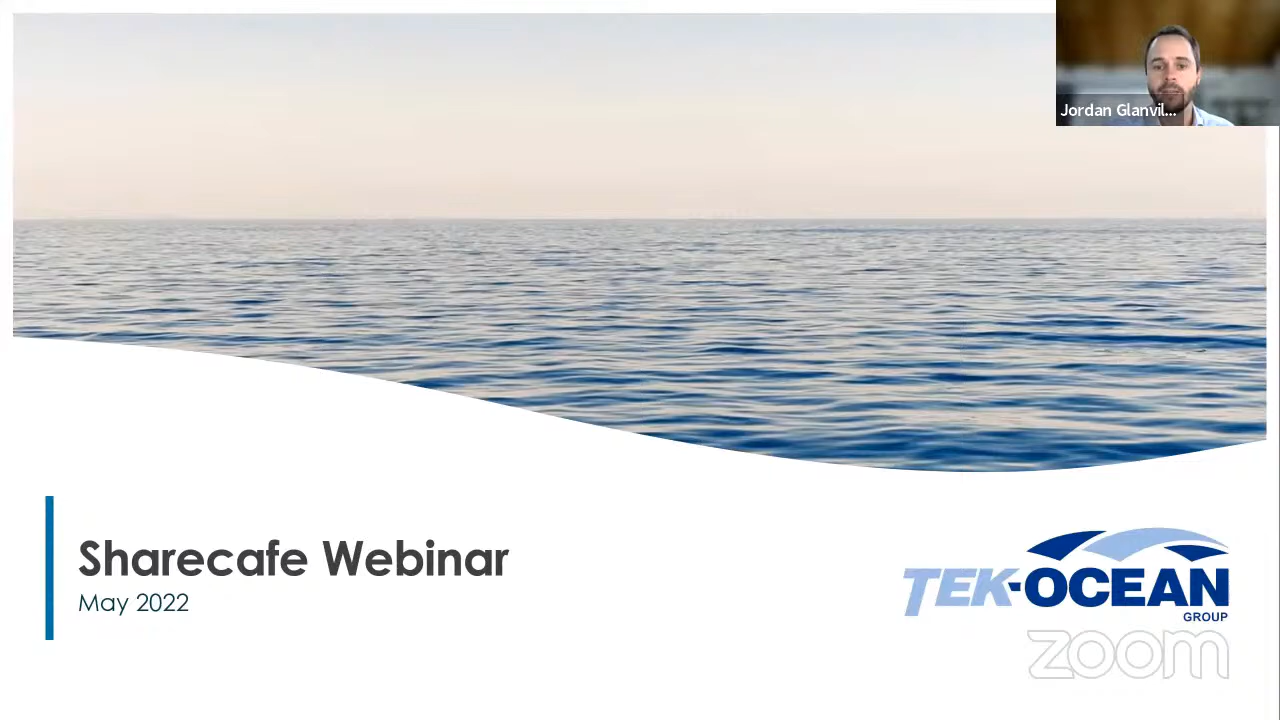 Jordan Glanvil...
Sharecafe Webinar
May 2022
TEK-OCEAN
GROUP
zoom